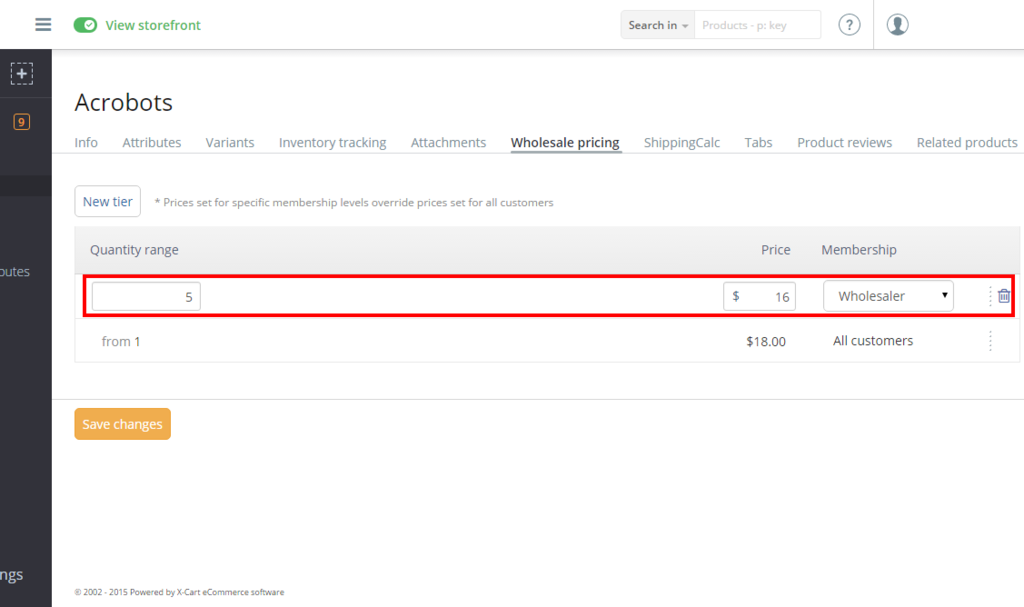 View storefront
Search in
Products - p: key
?
9
Acrobots
Info Attributes Variants Inventory tracking Attachments Wholesale pricing ShippingCalc Tabs Product reviews Related products
New tier * Prices set for specific membership levels override prices set for all customers
Quantity range Price Membership
5 $ 16 Wholesaler
from 1 $18.00 All customers
outes
Save changes
ngs
© 2002 - 2015 Powered by X-Cart eCommerce software